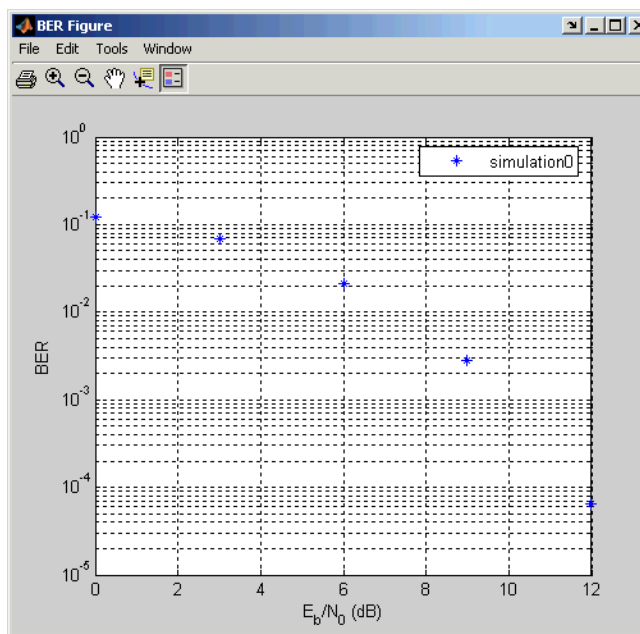 BER Figure
File Edit Tools Window
simulation0
10^0
10^-1
10^-2
10^-3
10^-4
10^-5
BER
0 2 4 6 8 10 12
E_b/N_0 (dB)